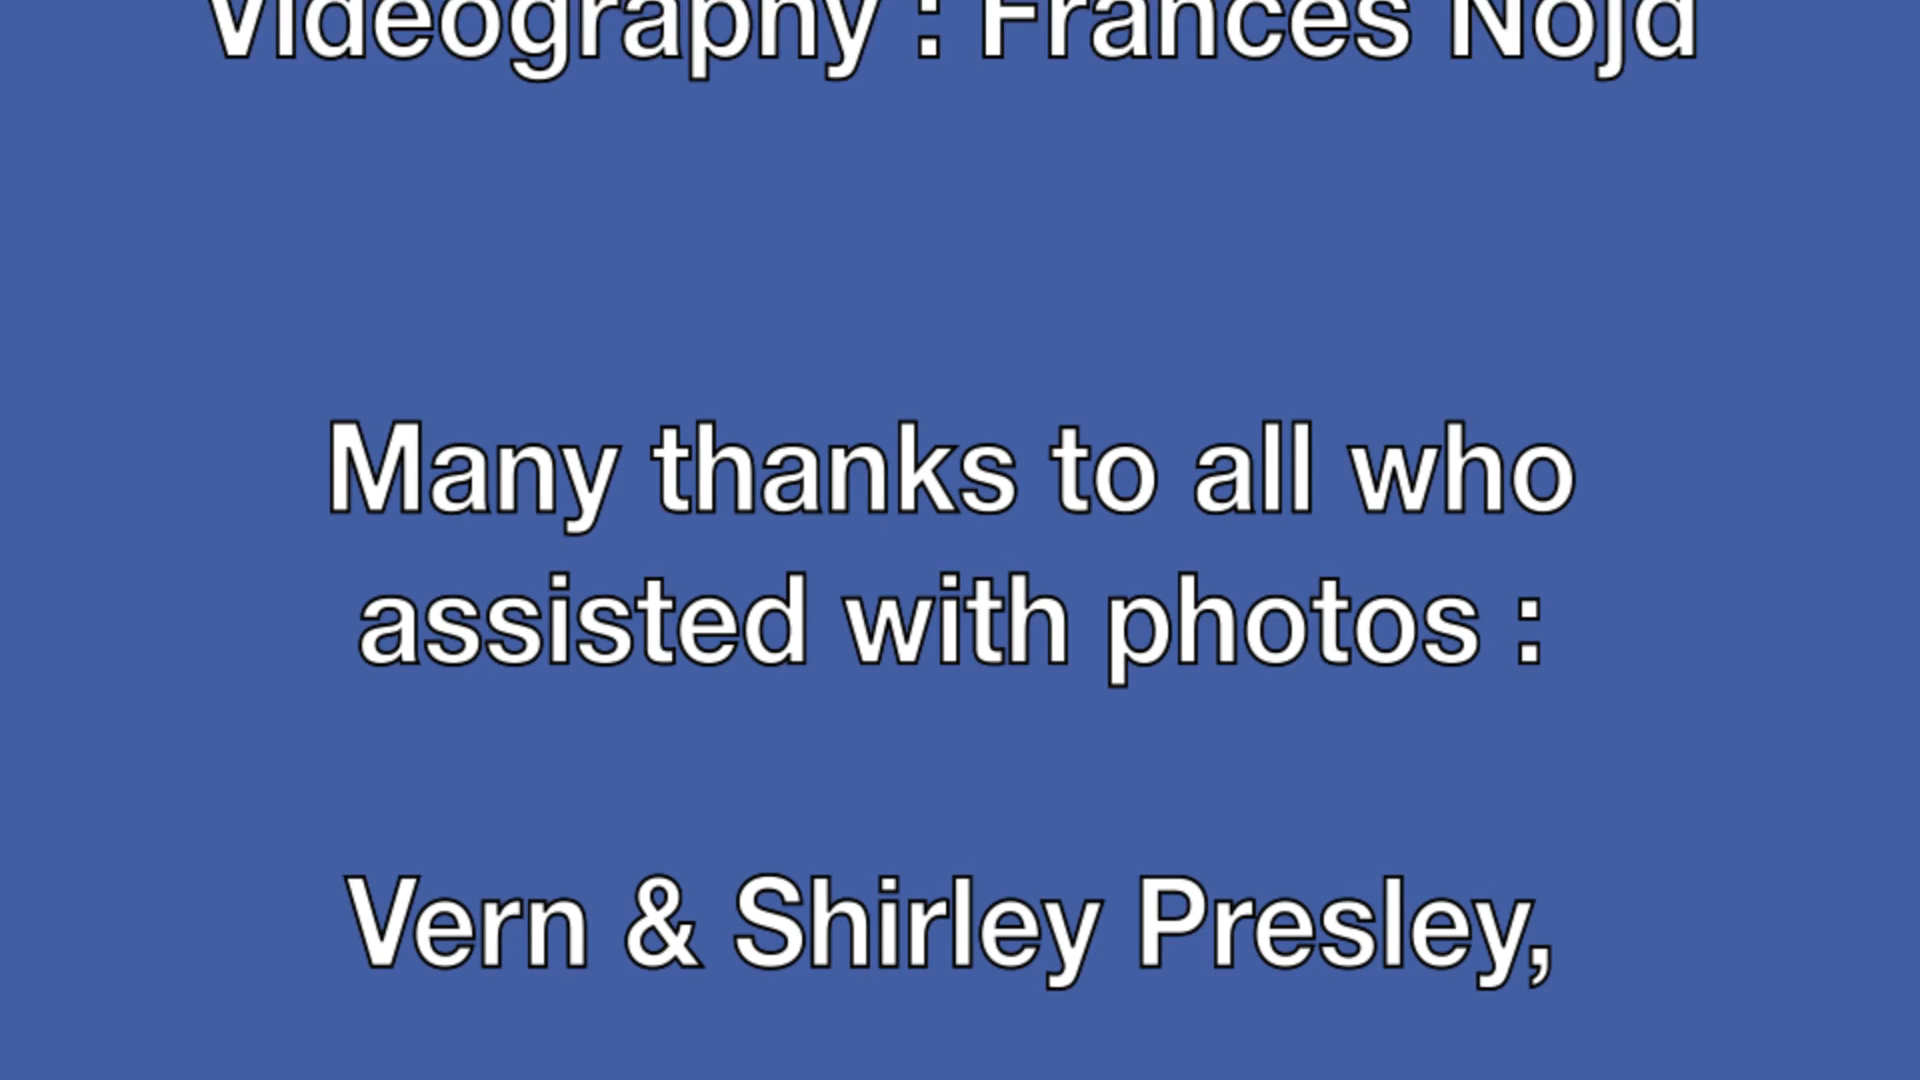 Videography : Frances Nojd
Many thanks to all who
assisted with photos :
Vern & Shirley Presley,